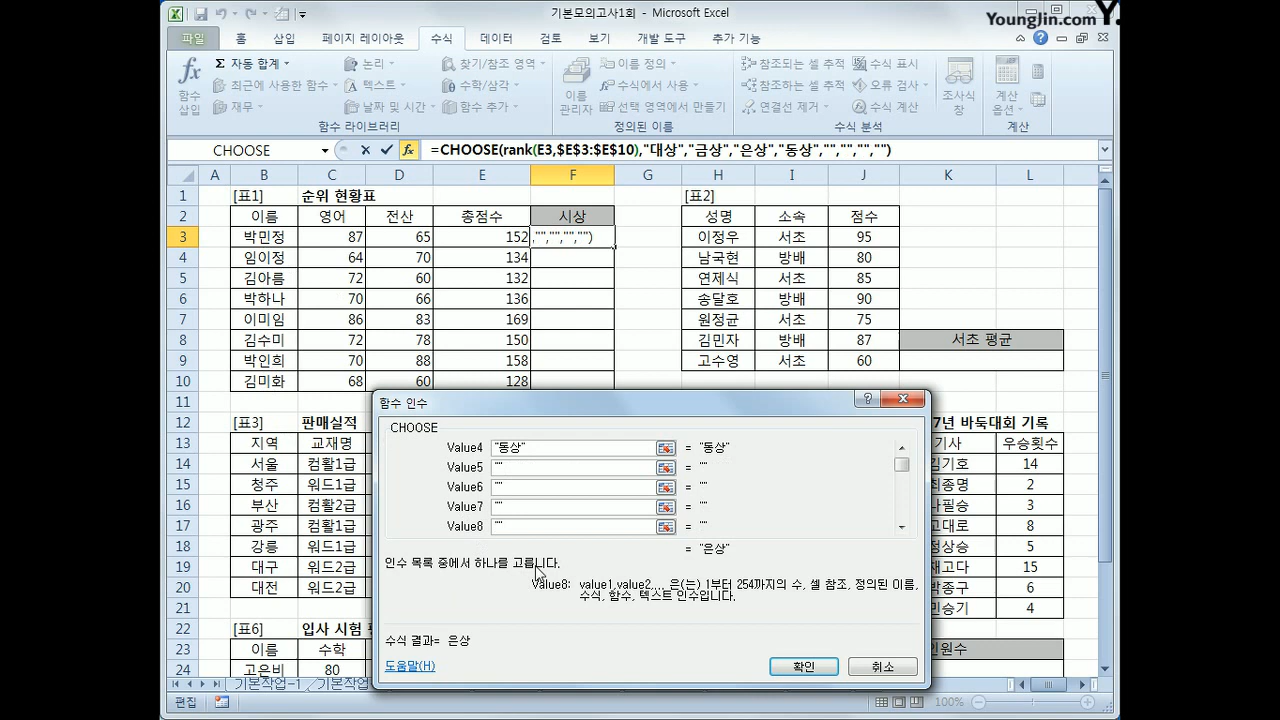 기본모의고사1회 - Microsoft Excel
YoungJin.com Y.
파일 홈 삽입 페이지 레이아웃 수식 데이터 검토 보기 개발 도구 추가 기능
fx 함수 삽입
Σ 자동 합계
최근에 사용한 함수
재무
논리
텍스트
날짜 및 시간
찾기/참조 영역
수학/삼각
함수 추가
함수 라이브러리
이름 관리자
이름 정의
수식에서 사용
선택 영역에서 만들기
정의된 이름
참조되는 셀 추적
참조하는 셀 추적
연결선 제거
수식 표시
오류 검사
수식 계산
조사식 창
수식 분석
계산 옵션
계산
CHOOSE fx =CHOOSE(rank(E3,$E$3:$E$10),"대상","금상","은상","동상","","","","")
A B C D E F G H I J K L
1 [표1] 순위 현황표 [표2]
2 이름 영어 전산 총점수 시상 성명 소속 점수
3 박민정 87 65 152 ,"","","","") 이정우 서초 95
4 임이정 64 70 134 남국현 방배 80
5 김아름 72 60 132 연제식 서초 85
6 박하나 70 66 136 송달호 방배 90
7 이미임 86 83 169 원정균 서초 75
8 김수미 72 78 150 김민자 방배 87 서초 평균
9 박인희 70 88 158 고수영 서초 60
10 김미화 68 60 128
11
12 [표3] 판매실적 7년 바둑대회 기록
13 지역 교재명 기사 우승횟수
14 서울 컴활1급 김기호 14
15 청주 워드1급 최종명 2
16 부산 컴활2급 나필승 3
17 광주 컴활1급 고대로 8
18 강릉 워드1급 정상승 5
19 대구 워드2급 채고다 15
20 대전 워드2급 박종구 6
21 민승기 4
22 [표6] 입사 시험
23 이름 수학 인원수
24 고은비 80
함수 인수
CHOOSE
Value4 "동상" = "동상"
Value5 "" = ""
Value6 "" = ""
Value7 "" = ""
Value8 "" = ""
= "은상"
인수 목록 중에서 하나를 고릅니다.
Value8: value1,value2,... 은(는) 1부터 254까지의 수, 셀 참조, 정의된 이름,
수식, 함수, 텍스트 인수입니다.
수식 결과= 은상
도움말(H) 확인 취소
기본작업-1 기본작업
편집 100%